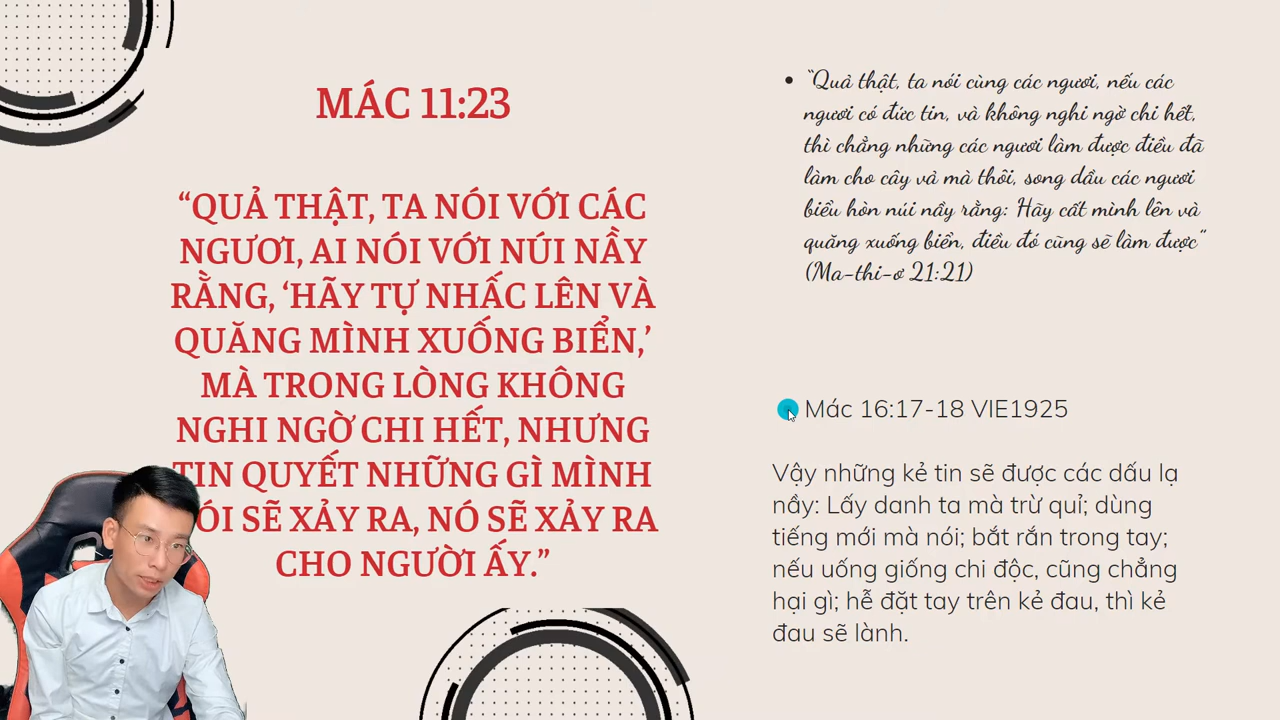 MÁC 11:23
“QUẢ THẬT, TA NÓI VỚI CÁC
NGƯƠI, AI NÓI VỚI NÚI NẦY
RẰNG, ‘HÃY TỰ NHẤC LÊN VÀ
QUĂNG MÌNH XUỐNG BIỂN,’
MÀ TRONG LÒNG KHÔNG
NGHI NGỜ CHI HẾT, NHƯNG
TIN QUYẾT NHỮNG GÌ MÌNH
SẼ XẢY RA, NÓ SẼ XẢY RA
CHO NGƯỜI ẤY.”
• “Quả thật, ta nói cùng các ngươi, nếu các
ngươi có đức tin, và không nghi ngờ chi hết,
thì chẳng những các ngươi làm được điều đã
làm cho cây vả mà thôi, song dầu các ngươi
biểu hòn núi nầy rằng: Hãy cất mình lên và
quăng xuống biển, điều đó cũng sẽ làm được”
(Ma-thi-ơ 21:21)
Mác 16:17-18 VIE1925
Vậy những kẻ tin sẽ được các dấu lạ
nầy: Lấy danh ta mà trừ quỉ; dùng
tiếng mới mà nói; bắt rắn trong tay;
nếu uống giống chi độc, cũng chẳng
hại gì; hễ đặt tay trên kẻ đau, thì kẻ
đau sẽ lành.